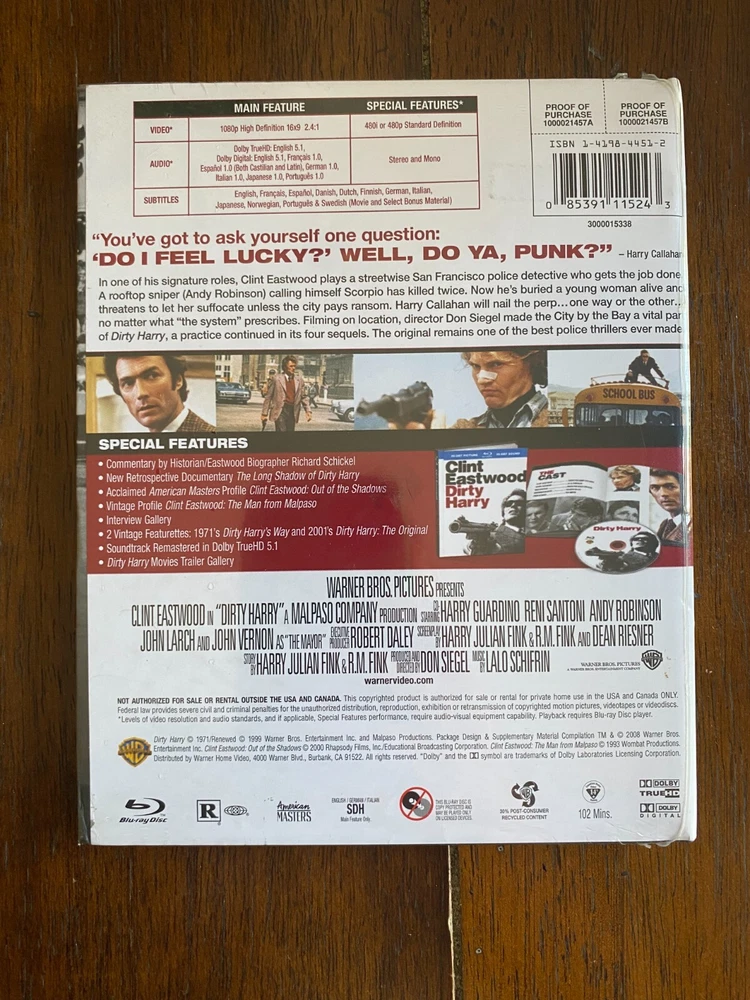 MAIN FEATURE SPECIAL FEATURES*
VIDEO* 1080p High Definition 16x9 2.4:1 480i or 480p Standard Definition
AUDIO* Dolby TrueHD: English 5.1,
Dolby Digital: English 5.1, Français 1.0,
Español 1.0 (Both Castilian and Latin), German 1.0,
Italian 1.0, Japanese 1.0, Português 1.0
Stereo and Mono
SUBTITLES English, Français, Español, Danish, Dutch, Finnish, German, Italian,
Japanese, Norwegian, Português & Swedish (Movie and Select Bonus Material)
PROOF OF
PURCHASE
1000021457A
PROOF OF
PURCHASE
1000021457B
ISBN 1-4198-4451-2
0 85391 11524 3
3000015338
“You’ve got to ask yourself one question:
‘DO I FEEL LUCKY?’ WELL, DO YA, PUNK?” – Harry Callahan
In one of his signature roles, Clint Eastwood plays a streetwise San Francisco police detective who gets the job done.
A rooftop sniper (Andy Robinson) calling himself Scorpio has killed twice. Now he’s buried a young woman alive and
threatens to let her suffocate unless the city pays ransom. Harry Callahan will nail the perp…one way or the other…
no matter what “the system” prescribes. Filming on location, director Don Siegel made the City by the Bay a vital par
of Dirty Harry, a practice continued in its four sequels. The original remains one of the best police thrillers ever made
SCHOOL BUS
SPECIAL FEATURES
• Commentary by Historian/Eastwood Biographer Richard Schickel
• New Retrospective Documentary The Long Shadow of Dirty Harry
• Acclaimed American Masters Profile Clint Eastwood: Out of the Shadows
• Vintage Profile Clint Eastwood: The Man from Malpaso
• Interview Gallery
• 2 Vintage Featurettes: 1971’s Dirty Harry’s Way and 2001’s Dirty Harry: The Original
• Soundtrack Remastered in Dolby TrueHD 5.1
• Dirty Harry Movies Trailer Gallery
Clint
Eastwood
Dirty
Harry
THE CAST
Dirty Harry
WARNER BROS. PICTURES PRESENTS
CLINT EASTWOOD IN “DIRTY HARRY” A MALPASO COMPANY PRODUCTION CO-STARRING HARRY GUARDINO RENI SANTONI ANDY ROBINSON
JOHN LARCH AND JOHN VERNON AS “THE MAYOR” EXECUTIVE PRODUCER ROBERT DALEY SCREENPLAY BY HARRY JULIAN FINK & R.M. FINK AND DEAN RIESNER
STORY BY HARRY JULIAN FINK & R.M. FINK PRODUCED AND DIRECTED BY DON SIEGEL MUSIC BY LALO SCHIFRIN
WARNER BROS. PICTURES
A WARNER BROS. ENTERTAINMENT COMPANY
warnervideo.com
NOT AUTHORIZED FOR SALE OR RENTAL OUTSIDE THE USA AND CANADA. This copyrighted product is authorized for sale or rental for private home use in the USA and Canada ONLY.
Federal law provides severe civil and criminal penalties for the unauthorized distribution, reproduction, exhibition or retransmission of copyrighted motion pictures, videotapes or videodiscs.
*Levels of video resolution and audio standards, and if applicable, Special Features performance, require audio-visual equipment capability. Playback requires Blu-ray Disc player.
Dirty Harry © 1971/Renewed © 1999 Warner Bros. Entertainment Inc. and Malpaso Productions. Package Design & Supplementary Material Compilation TM & © 2008 Warner Bros.
Entertainment Inc. Clint Eastwood: Out of the Shadows © 2000 Rhapsody Films, Inc./Educational Broadcasting Corporation. Clint Eastwood: The Man from Malpaso © 1993 Wombat Productions.
Distributed by Warner Home Video, 4000 Warner Blvd., Burbank, CA 91522. All rights reserved. "Dolby" and the symbol are trademarks of Dolby Laboratories Licensing Corporation.
Blu-ray Disc
R
American
MASTERS
ENGLISH / GERMAN / ITALIAN
SDH
Main Feature Only
THIS BLU-RAY DISC IS
COPY PROTECTED AND
MAY BE PLAYED ONLY
ON LICENSED DEVICES.
30% POST-CONSUMER
RECYCLED CONTENT
102 Mins.
DOLBY
TRUEHD
DOLBY
DIGITAL